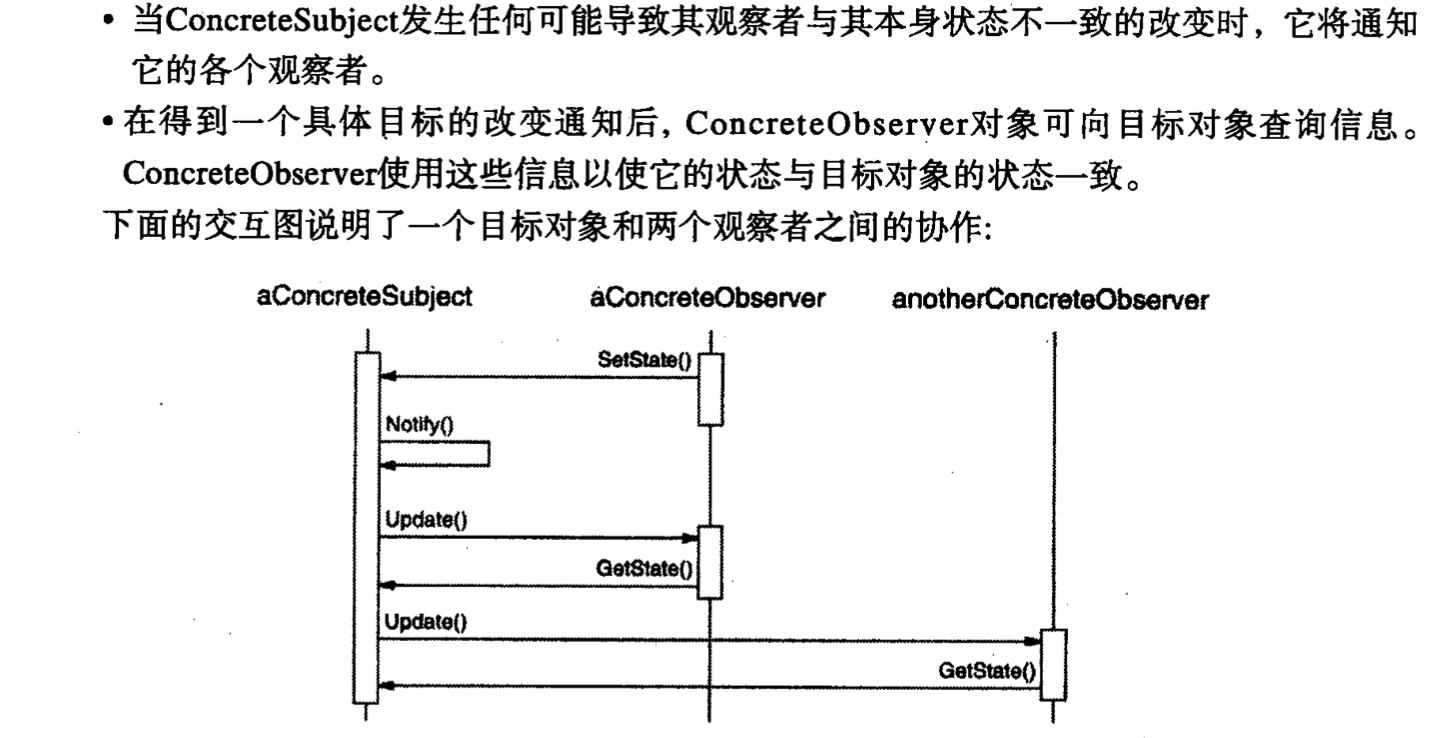 • 当ConcreteSubject发生任何可能导致其观察者与其本身状态不一致的改变时，它将通知
它的各个观察者。
• 在得到一个具体目标的改变通知后, ConcreteObserver对象可向目标对象查询信息。
ConcreteObserver使用这些信息以使它的状态与目标对象的状态一致。
下面的交互图说明了一个目标对象和两个观察者之间的协作:
aConcreteSubject aConcreteObserver anotherConcreteObserver
SetState()
Notify()
Update()
GetState()
Update()
GetState()